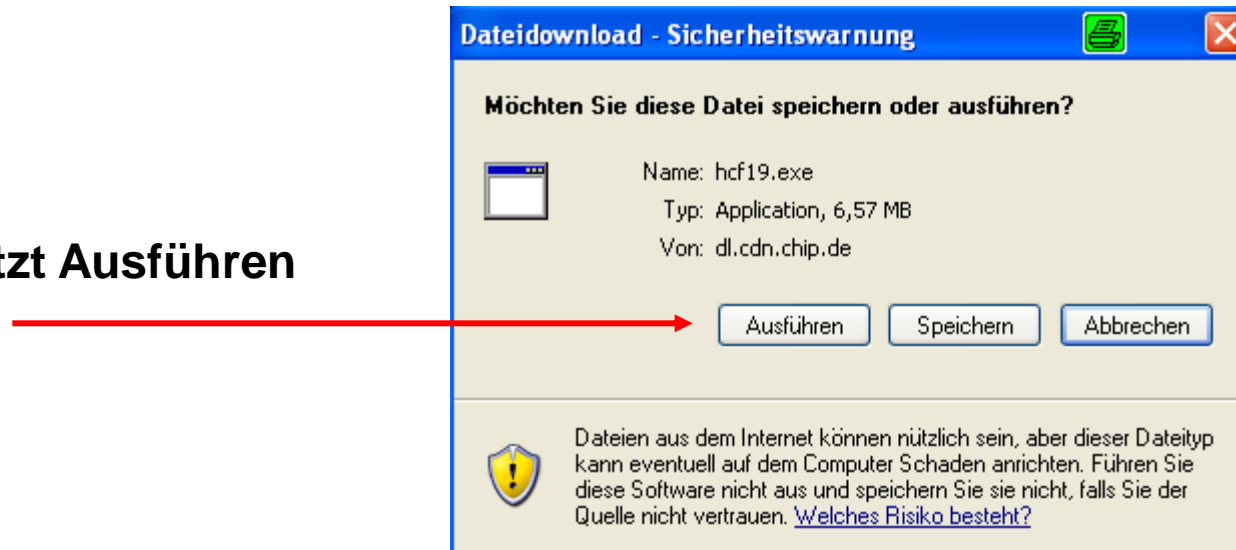 Dateidownload - Sicherheitswarnung
Möchten Sie diese Datei speichern oder ausführen?
Name: hcf19.exe
Typ: Application, 6,57 MB
Von: dl.cdn.chip.de
tzt Ausführen
Ausführen Speichern Abbrechen
Dateien aus dem Internet können nützlich sein, aber dieser Dateityp
kann eventuell auf dem Computer Schaden anrichten. Führen Sie
diese Software nicht aus und speichern Sie sie nicht, falls Sie der
Quelle nicht vertrauen. Welches Risiko besteht?